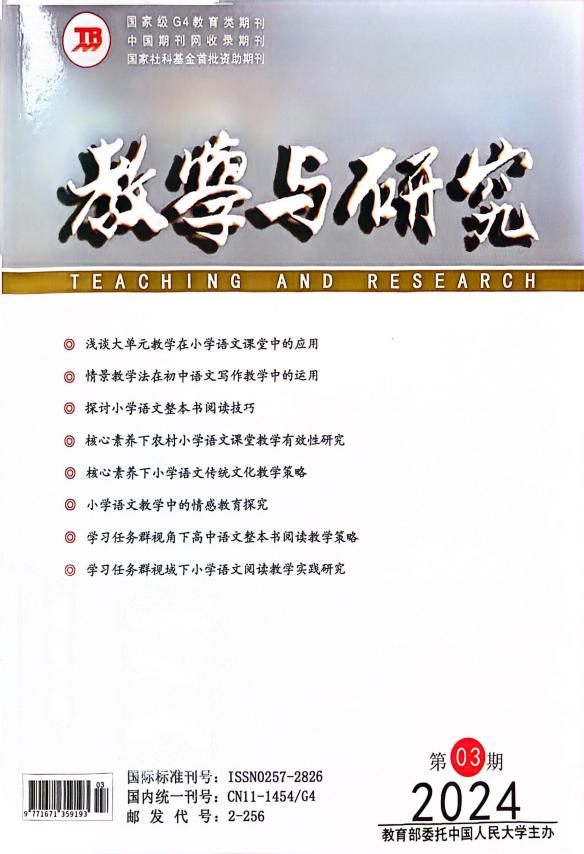 国家级G4教育类期刊
中国期刊网收录期刊
国家社科基金首批资助期刊
教学与研究
TEACHING AND RESEARCH
◎ 浅谈大单元教学在小学语文课堂中的应用
◎ 情景教学法在初中语文写作教学中的运用
◎ 探讨小学语文整本书阅读技巧
◎ 核心素养下农村小学语文课堂教学有效性研究
◎ 核心素养下小学语文传统文化教学策略
◎ 小学语文教学中的情感教育探究
◎ 学习任务群视角下高中语文整本书阅读教学策略
◎ 学习任务群视域下小学语文阅读教学实践研究
第03期
2024
教育部委托中国人民大学主办
国际标准刊号：ISSN0257-2826
国内统一刊号：CN11-1454/G4
邮发代号：2-256
03
9 771671 359193